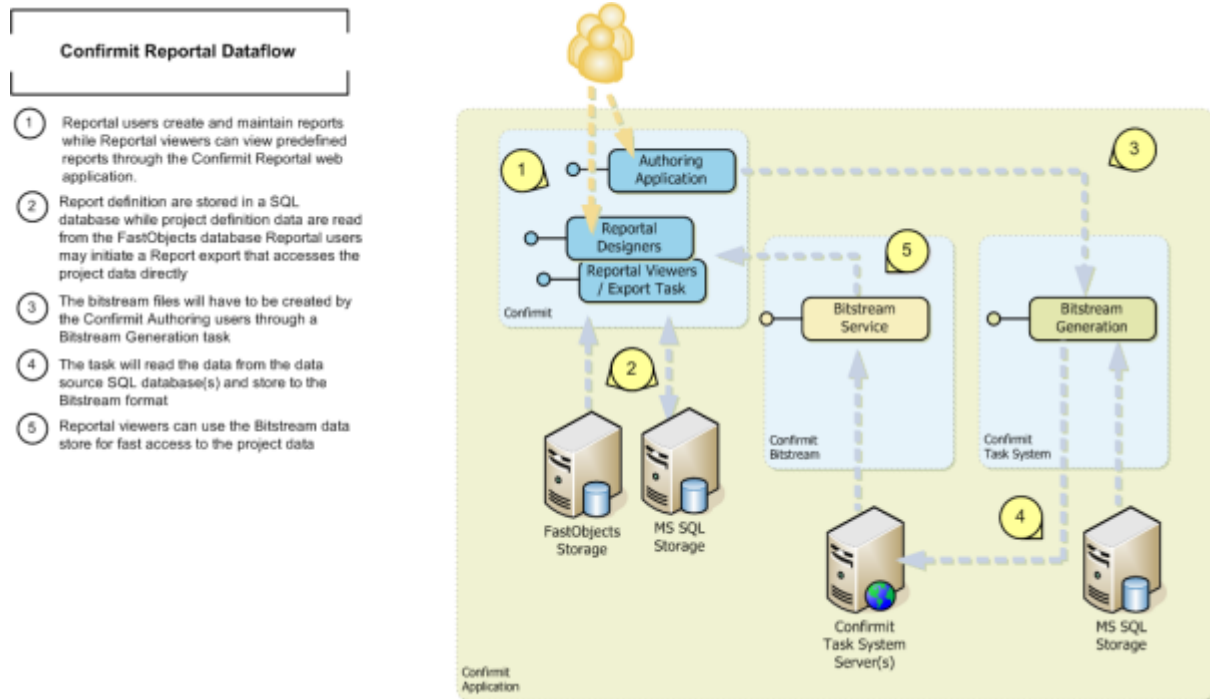 Confirmit Reportal Dataflow
1
Reportal users create and maintain reports
while Reportal viewers can view predefined
reports through the Confirmit Reportal web
application.
2
Report definition are stored in a SQL
database while project definition data are read
from the FastObjects database Reportal users
may initiate a Report export that accesses the
project data directly
3
The bitstream files will have to be created by
the Confirmit Authoring users through a
Bitstream Generation task
4
The task will read the data from the data
source SQL database(s) and store to the
Bitstream format
5
Reportal viewers can use the Bitstream data
store for fast access to the project data
1
Authoring
Application
3
Reportal
Designers
Reportal Viewers
/ Export Task
Confirmit
5
Bitstream
Service
Confirmit
Bitstream
Bitstream
Generation
Confirmit
Task System
2
FastObjects
Storage
MS SQL
Storage
4
Confirmit
Task System
Server(s)
MS SQL
Storage
Confirmit
Application